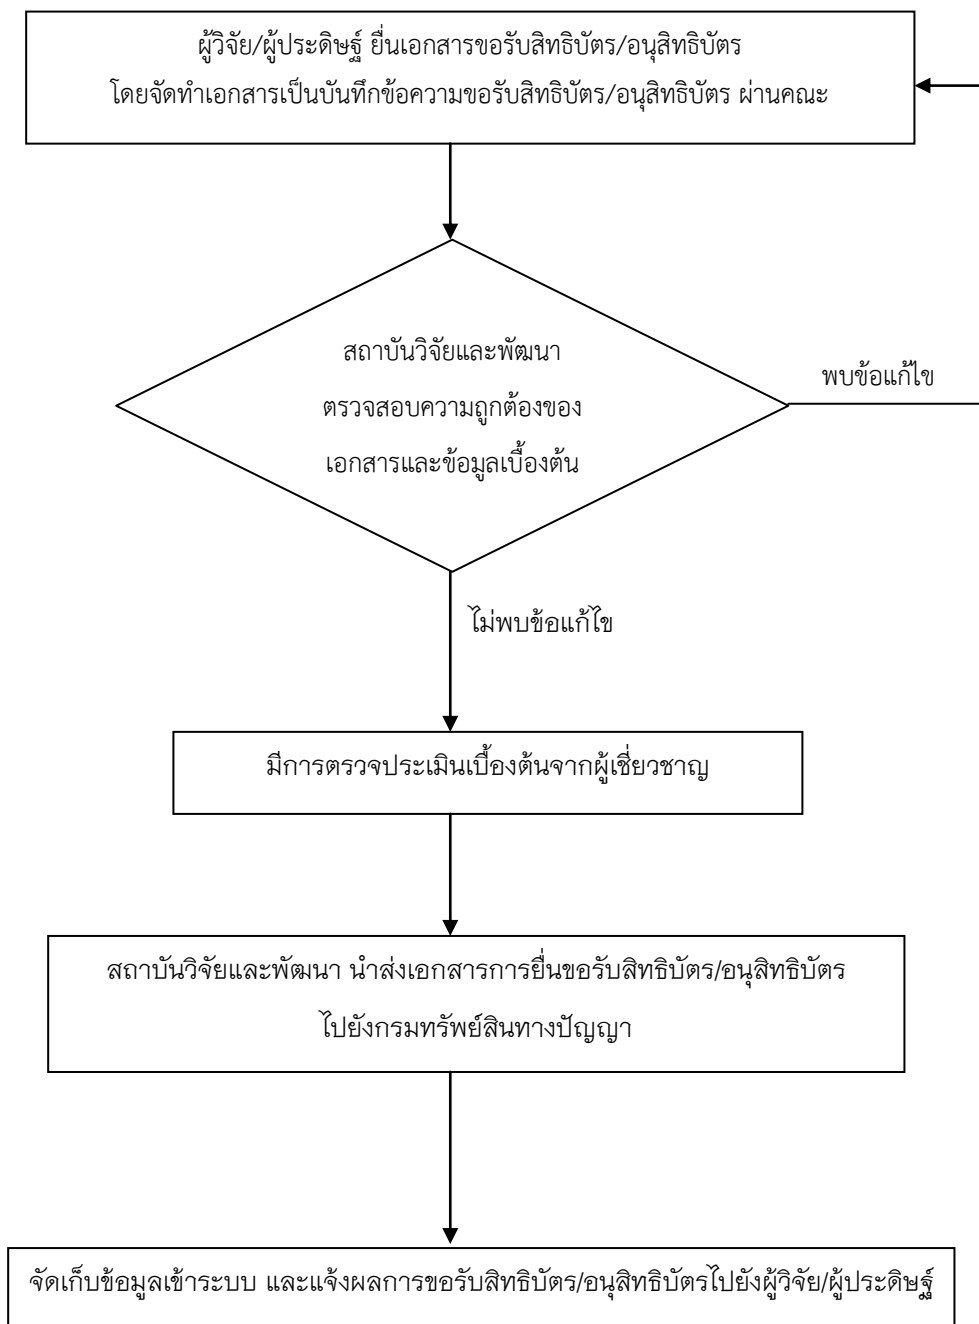 ผู้วิจัย/ผู้ประดิษฐ์ ยื่นเอกสารขอรับสิทธิบัตร/อนุสิทธิบัตร
โดยจัดทำเอกสารเป็นบันทึกข้อความขอรับสิทธิบัตร/อนุสิทธิบัตร ผ่านคณะ
สถาบันวิจัยและพัฒนา
ตรวจสอบความถูกต้องของ
เอกสารและข้อมูลเบื้องต้น
พบข้อแก้ไข
ไม่พบข้อแก้ไข
มีการตรวจประเมินเบื้องต้นจากผู้เชี่ยวชาญ
สถาบันวิจัยและพัฒนา นำส่งเอกสารการยื่นขอรับสิทธิบัตร/อนุสิทธิบัตร
ไปยังกรมทรัพย์สินทางปัญญา
จัดเก็บข้อมูลเข้าระบบ และแจ้งผลการขอรับสิทธิบัตร/อนุสิทธิบัตรไปยังผู้วิจัย/ผู้ประดิษฐ์